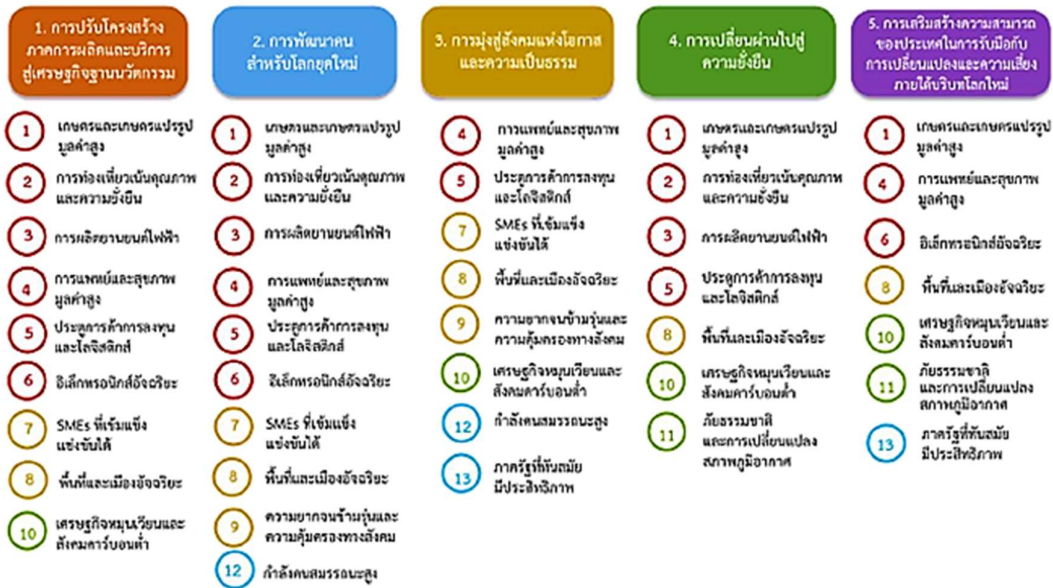 1. การปรับโครงสร้าง
ภาคการผลิตและบริการ
สู่เศรษฐกิจฐานนวัตกรรม
1 เกษตรและเกษตรแปรรูป
มูลค่าสูง
2 การท่องเที่ยวเน้นคุณภาพ
และความยั่งยืน
3 การผลิตยานยนต์ไฟฟ้า
4 การแพทย์และสุขภาพ
มูลค่าสูง
5 ประตูการค้าการลงทุน
และโลจิสติกส์
6 อิเล็กทรอนิกส์อัจฉริยะ
7 SMEs ที่เข้มแข็ง
แข่งขันได้
8 พื้นที่และเมืองอัจฉริยะ
10 เศรษฐกิจหมุนเวียนและ
สังคมคาร์บอนต่ำ
2. การพัฒนาคน
สำหรับโลกยุคใหม่
1 เกษตรและเกษตรแปรรูป
มูลค่าสูง
2 การท่องเที่ยวเน้นคุณภาพ
และความยั่งยืน
3 การผลิตยานยนต์ไฟฟ้า
4 การแพทย์และสุขภาพ
มูลค่าสูง
5 ประตูการค้าการลงทุน
และโลจิสติกส์
6 อิเล็กทรอนิกส์อัจฉริยะ
7 SMEs ที่เข้มแข็ง
แข่งขันได้
8 พื้นที่และเมืองอัจฉริยะ
9 ความยากจนข้ามรุ่นและ
ความคุ้มครองทางสังคม
12 กำลังคนสมรรถนะสูง
3. การมุ่งสู่สังคมแห่งโอกาส
และความเป็นธรรม
4 การแพทย์และสุขภาพ
มูลค่าสูง
5 ประตูการค้าการลงทุน
และโลจิสติกส์
7 SMEs ที่เข้มแข็ง
แข่งขันได้
8 พื้นที่และเมืองอัจฉริยะ
9 ความยากจนข้ามรุ่นและ
ความคุ้มครองทางสังคม
10 เศรษฐกิจหมุนเวียนและ
สังคมคาร์บอนต่ำ
12 กำลังคนสมรรถนะสูง
13 ภาครัฐที่ทันสมัย
มีประสิทธิภาพ
4. การเปลี่ยนผ่านไปสู่
ความยั่งยืน
1 เกษตรและเกษตรแปรรูป
มูลค่าสูง
2 การท่องเที่ยวเน้นคุณภาพ
และความยั่งยืน
3 การผลิตยานยนต์ไฟฟ้า
5 ประตูการค้าการลงทุน
และโลจิสติกส์
8 พื้นที่และเมืองอัจฉริยะ
10 เศรษฐกิจหมุนเวียนและ
สังคมคาร์บอนต่ำ
11 ภัยธรรมชาติ
และการเปลี่ยนแปลง
สภาพภูมิอากาศ
5. การเสริมสร้างความสามารถ
ของประเทศในการรับมือกับ
การเปลี่ยนแปลงและความเสี่ยง
ภายใต้บริบทโลกใหม่
1 เกษตรและเกษตรแปรรูป
มูลค่าสูง
4 การแพทย์และสุขภาพ
มูลค่าสูง
6 อิเล็กทรอนิกส์อัจฉริยะ
8 พื้นที่และเมืองอัจฉริยะ
10 เศรษฐกิจหมุนเวียนและ
สังคมคาร์บอนต่ำ
11 ภัยธรรมชาติ
และการเปลี่ยนแปลง
สภาพภูมิอากาศ
13 ภาครัฐที่ทันสมัย
มีประสิทธิภาพ